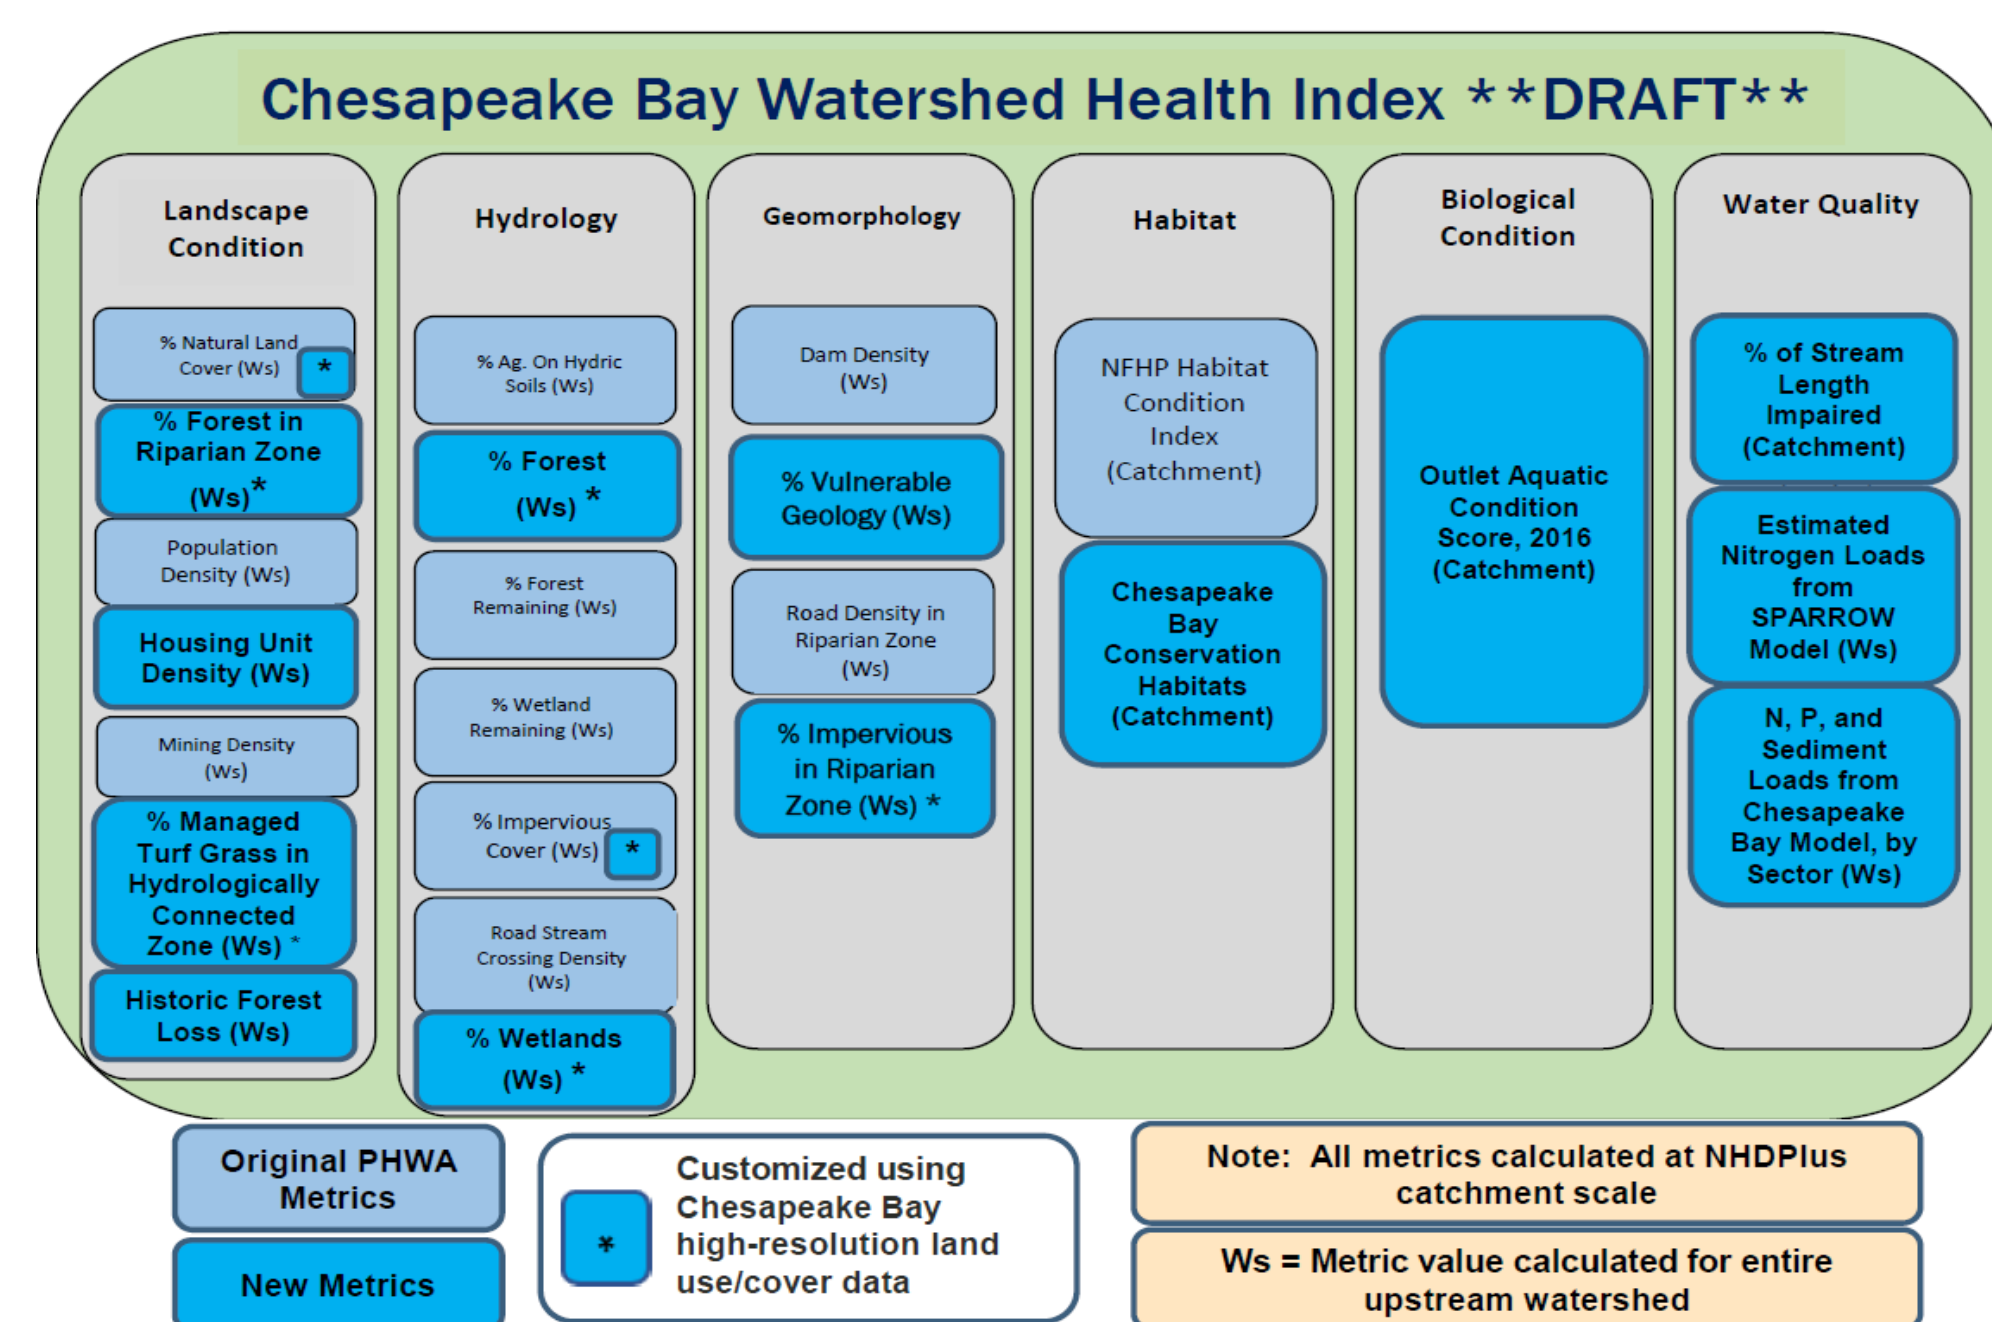 Chesapeake Bay Watershed Health Index **DRAFT**
Landscape
Condition
% Natural Land
Cover (Ws)
*
% Forest in
Riparian Zone
(Ws)*
Population
Density (Ws)
Housing Unit
Density (Ws)
Mining Density
(Ws)
% Managed
Turf Grass in
Hydrologically
Connected
Zone (Ws) *
Historic Forest
Loss (Ws)
Hydrology
% Ag. On Hydric
Soils (Ws)
% Forest
(Ws) *
% Forest
Remaining (Ws)
% Wetland
Remaining (Ws)
% Impervious
Cover (Ws)
*
Road Stream
Crossing Density
(Ws)
% Wetlands
(Ws) *
Geomorphology
Dam Density
(Ws)
% Vulnerable
Geology (Ws)
Road Density in
Riparian Zone
(Ws)
% Impervious
in Riparian
Zone (Ws) *
Habitat
NFHP Habitat
Condition
Index
(Catchment)
Chesapeake
Bay
Conservation
Habitats
(Catchment)
Biological
Condition
Outlet Aquatic
Condition
Score, 2016
(Catchment)
Water Quality
% of Stream
Length
Impaired
(Catchment)
Estimated
Nitrogen Loads
from
SPARROW
Model (Ws)
N, P, and
Sediment
Loads from
Chesapeake
Bay Model, by
Sector (Ws)
Original PHWA
Metrics
New Metrics
*
Customized using
Chesapeake Bay
high-resolution land
use/cover data
Note: All metrics calculated at NHDPlus
catchment scale
Ws = Metric value calculated for entire
upstream watershed